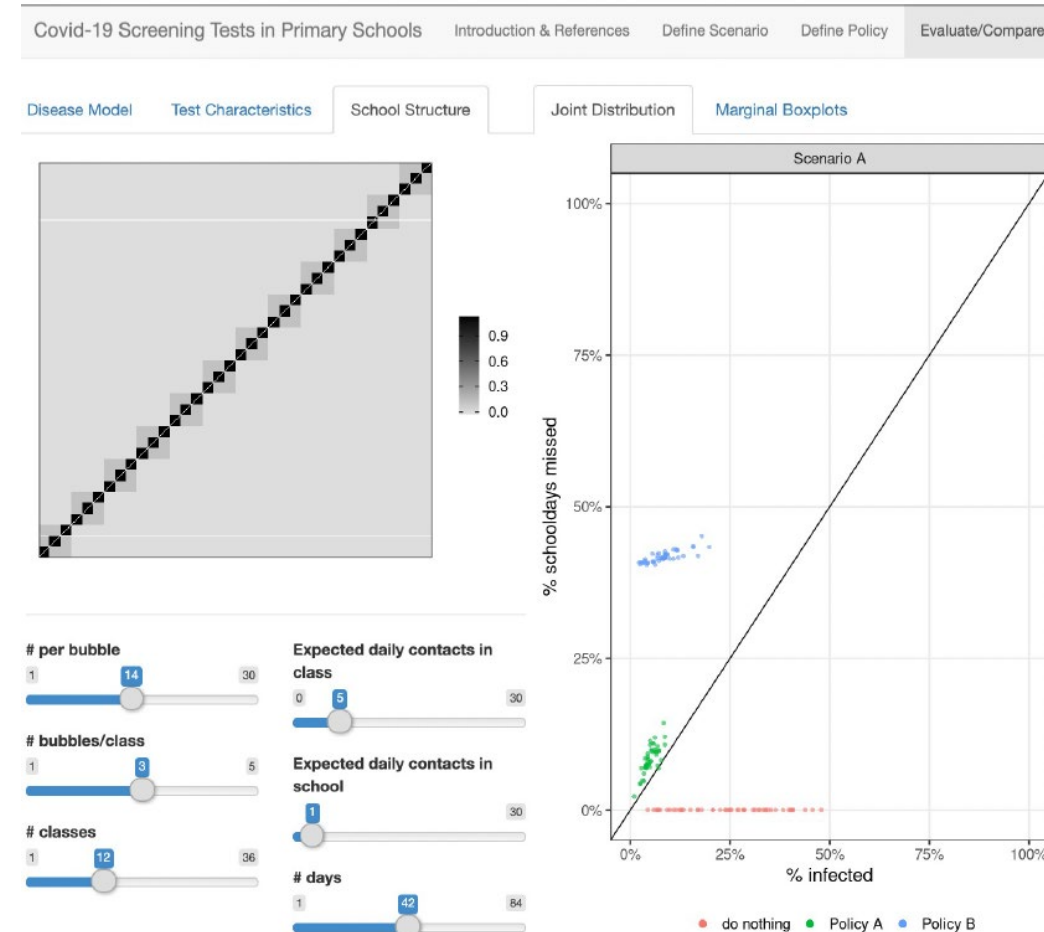 Covid-19 Screening Tests in Primary Schools Introduction & References Define Scenario Define Policy Evaluate/Compare
Disease Model Test Characteristics School Structure
0.9
0.6
0.3
0.0
# per bubble
1 14 30
# bubbles/class
1 3 5
# classes
1 12 36
Expected daily contacts in
class
0 5 30
Expected daily contacts in
school
1 30
# days
1 42 84
Joint Distribution Marginal Boxplots
Scenario A
% schooldays missed
100%
75%
50%
25%
0%
0% 25% 50% 75% 100%
% infected
do nothing Policy A Policy B